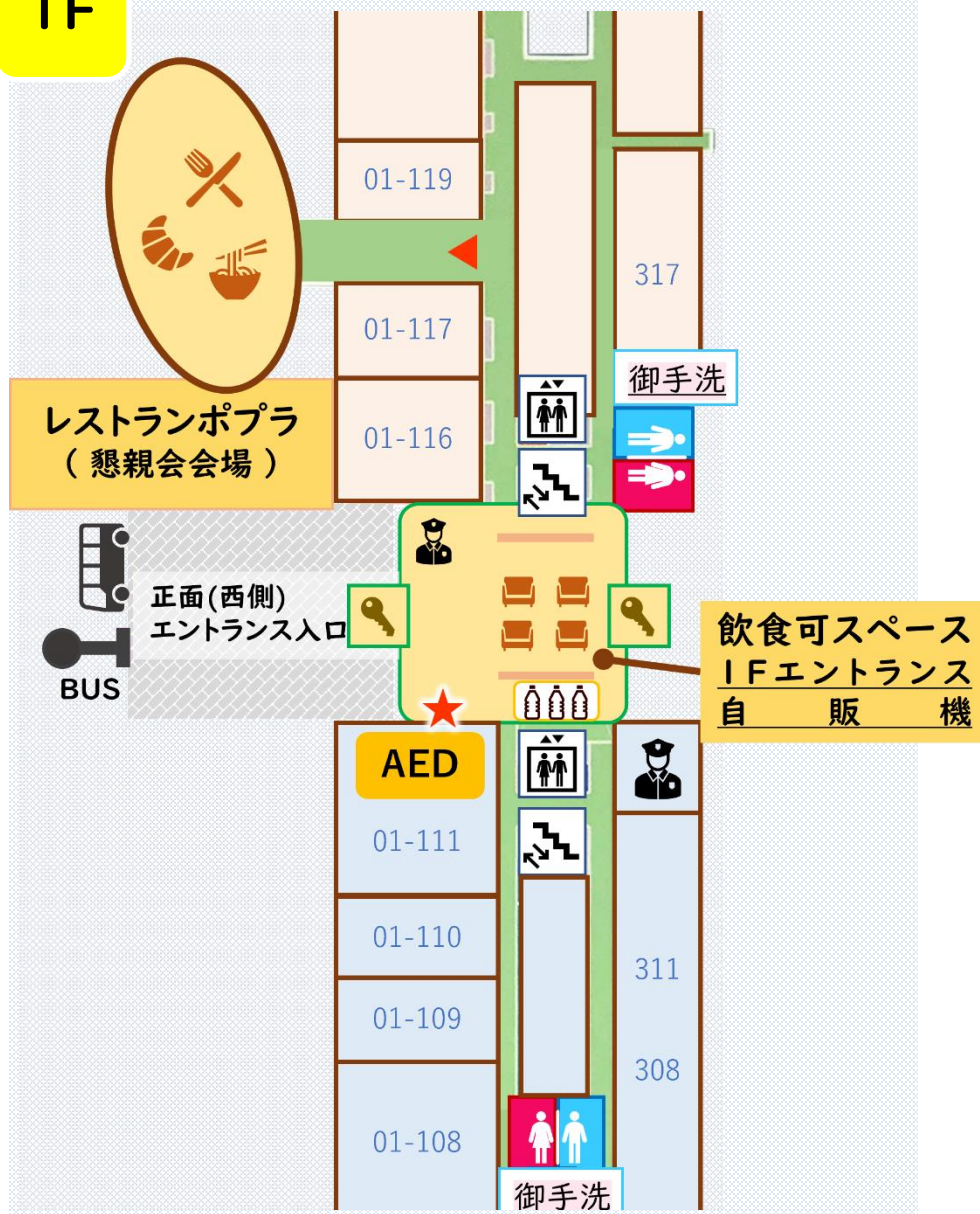 1F
01-119
317
01-117
御手洗
01-116
レストランポプラ
( 懇親会会場 )
正面(西側)
エントランス入口
BUS
飲食可スペース
1Fエントランス
自 販 機
AED
01-111
01-110
311
01-109
308
01-108
御手洗